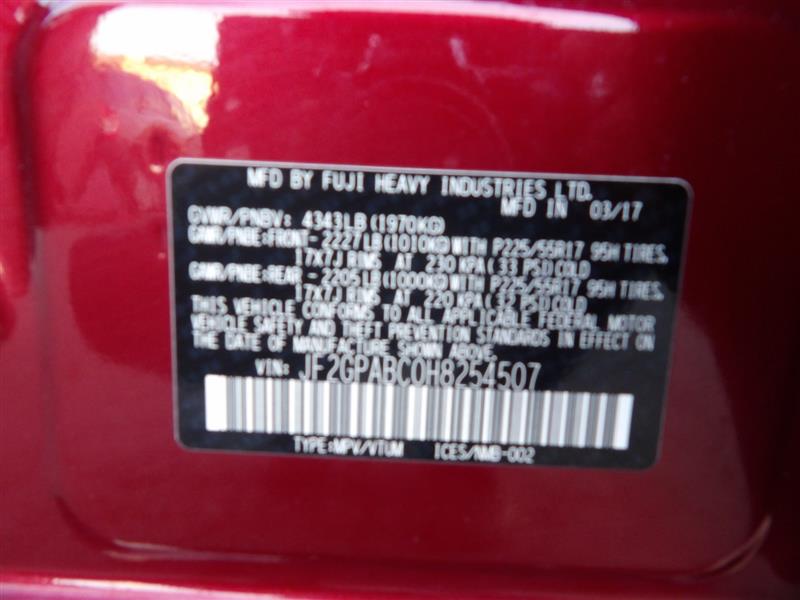 MFD BY FUJI HEAVY INDUSTRIES LTD.
MFD IN 03/17
GVWR/PNBV: 4343LB(1970KG)
GAWR/PNBE:FRONT-2227LB(1010KG)WITH P225/55R17 95H TIRES,
17X7J RIMS AT 230 KPA(33 PSI)COLD
GAWR/PNBE:REAR -2205LB(1000KG)WITH P225/55R17 95H TIRES,
17X7J RIMS AT 220 KPA(32 PSI)COLD
THIS VEHICLE CONFORMS TO ALL APPLICABLE FEDERAL MOTOR
VEHICLE SAFETY AND THEFT PREVENTION STANDARDS IN EFFECT ON
THE DATE OF MANUFACTURE SHOWN ABOVE.
VIN: JF2GPABC0H8254507
TYPE:MPV/VTUM ICES/NMB-002